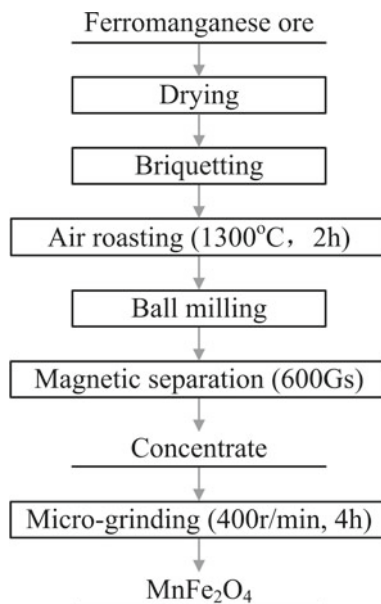 Ferromanganese ore
Drying
Briquetting
Air roasting (1300°C, 2h)
Ball milling
Magnetic separation (600Gs)
Concentrate
Micro-grinding (400r/min, 4h)
MnFe₂O₄